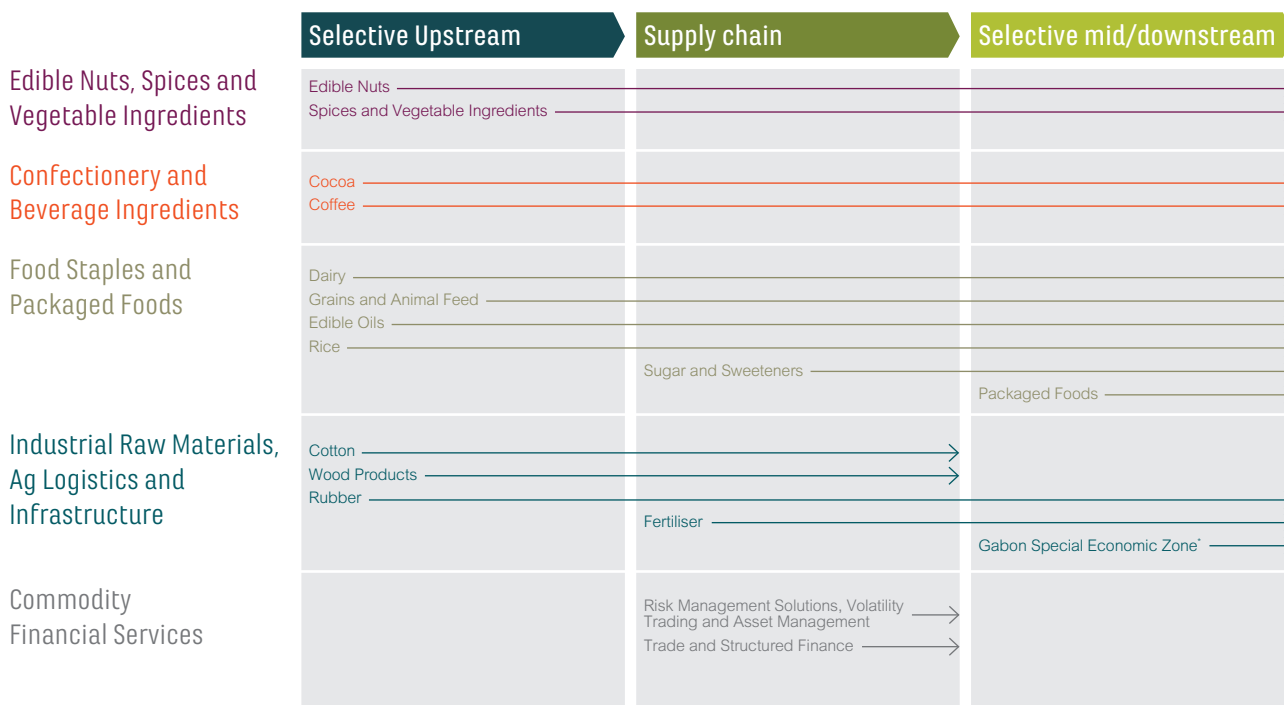 Selective Upstream
Supply chain
Selective mid/downstream
Edible Nuts, Spices and
Vegetable Ingredients
Edible Nuts
Spices and Vegetable Ingredients
Confectionery and
Beverage Ingredients
Cocoa
Coffee
Food Staples and
Packaged Foods
Dairy
Grains and Animal Feed
Edible Oils
Rice
Sugar and Sweeteners
Packaged Foods
Industrial Raw Materials,
Ag Logistics and
Infrastructure
Cotton
Wood Products
Rubber
Fertiliser
Gabon Special Economic Zone*
Commodity
Financial Services
Risk Management Solutions, Volatility
Trading and Asset Management
Trade and Structured Finance